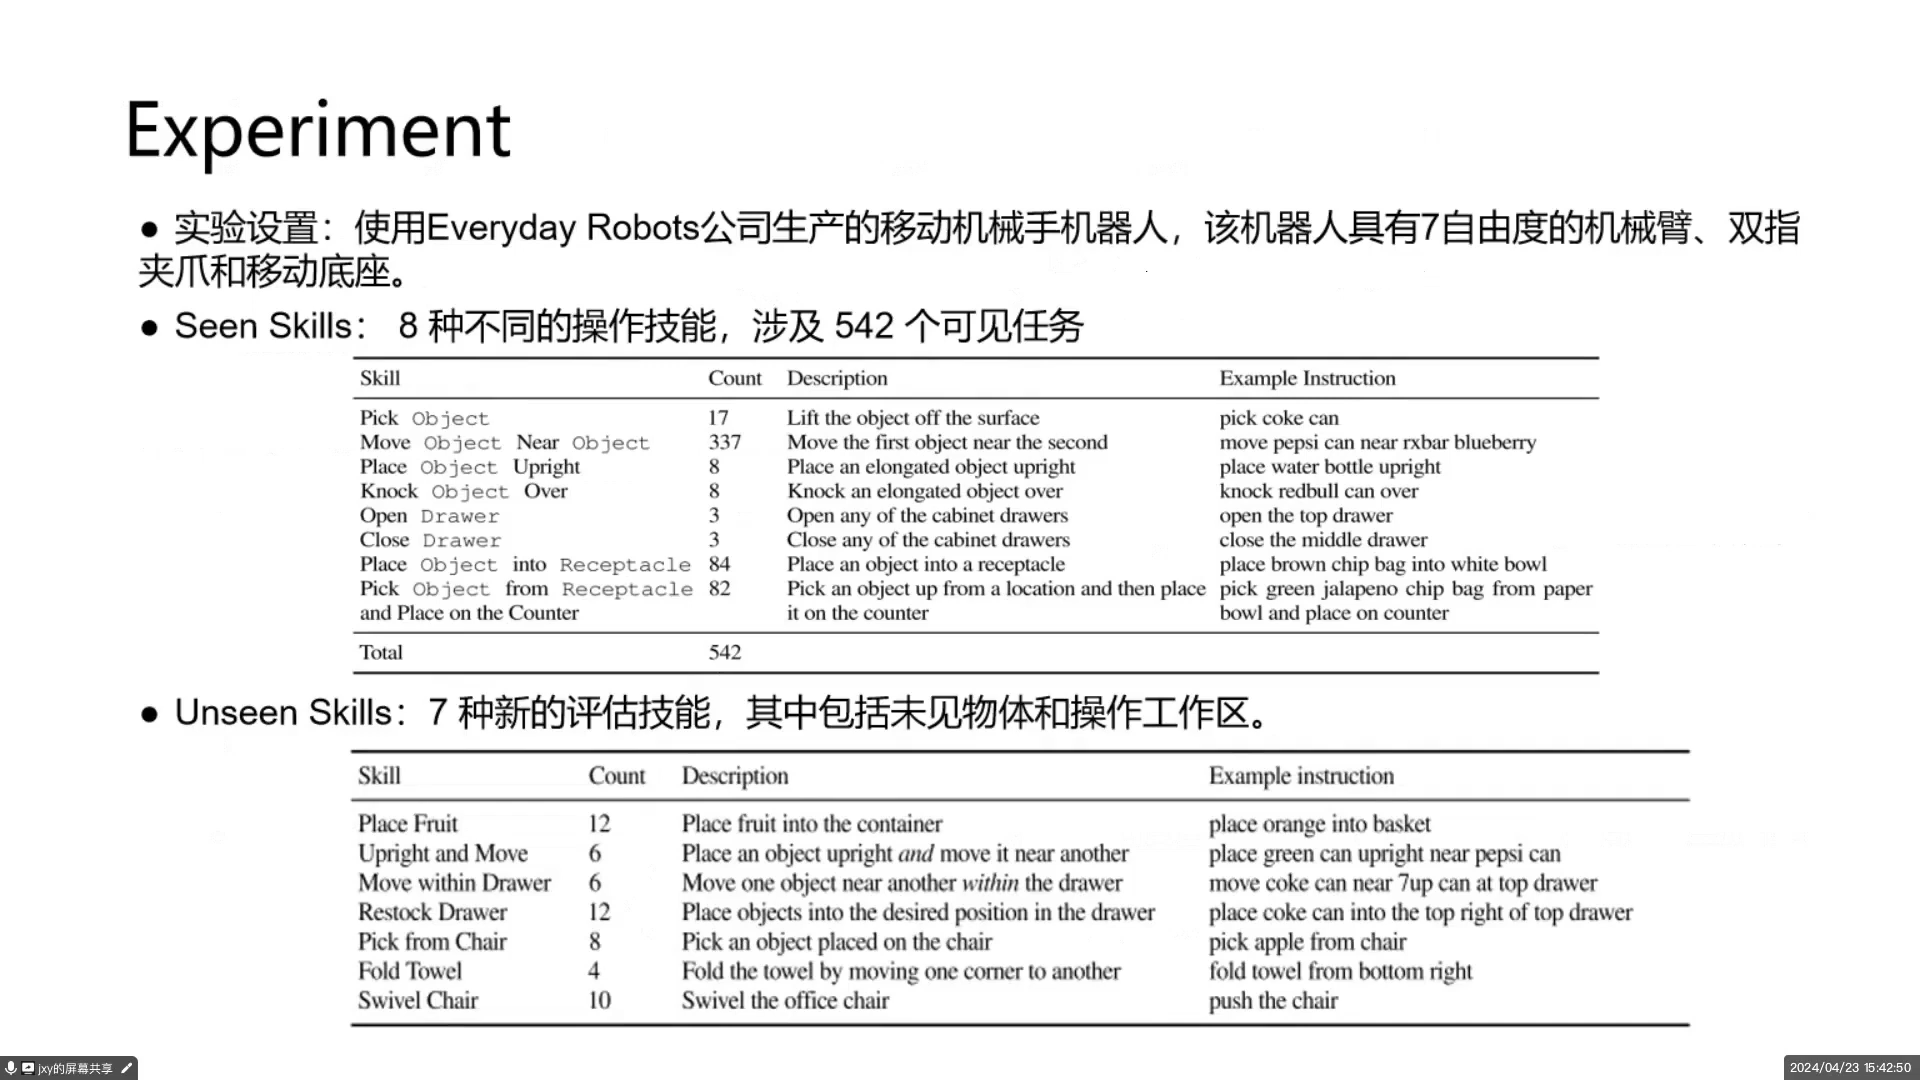 Experiment
● 实验设置：使用Everyday Robots公司生产的移动机械手机器人，该机器人具有7自由度的机械臂、双指
夹爪和移动底座。
● Seen Skills： 8 种不同的操作技能，涉及 542 个可见任务
Skill Count Description Example Instruction
Pick Object 17 Lift the object off the surface pick coke can
Move Object Near Object 337 Move the first object near the second move pepsi can near rxbar blueberry
Place Object Upright 8 Place an elongated object upright place water bottle upright
Knock Object Over 8 Knock an elongated object over knock redbull can over
Open Drawer 3 Open any of the cabinet drawers open the top drawer
Close Drawer 3 Close any of the cabinet drawers close the middle drawer
Place Object into Receptacle 84 Place an object into a receptacle place brown chip bag into white bowl
Pick Object from Receptacle 82 Pick an object up from a location and then place pick green jalapeno chip bag from paper
and Place on the Counter it on the counter bowl and place on counter
Total 542
● Unseen Skills：7 种新的评估技能，其中包括未见物体和操作工作区。
Skill Count Description Example instruction
Place Fruit 12 Place fruit into the container place orange into basket
Upright and Move 6 Place an object upright and move it near another place green can upright near pepsi can
Move within Drawer 6 Move one object near another within the drawer move coke can near 7up can at top drawer
Restock Drawer 12 Place objects into the desired position in the drawer place coke can into the top right of top drawer
Pick from Chair 8 Pick an object placed on the chair pick apple from chair
Fold Towel 4 Fold the towel by moving one corner to another fold towel from bottom right
Swivel Chair 10 Swivel the office chair push the chair
jxy的屏幕共享
2024/04/23 15:42:50